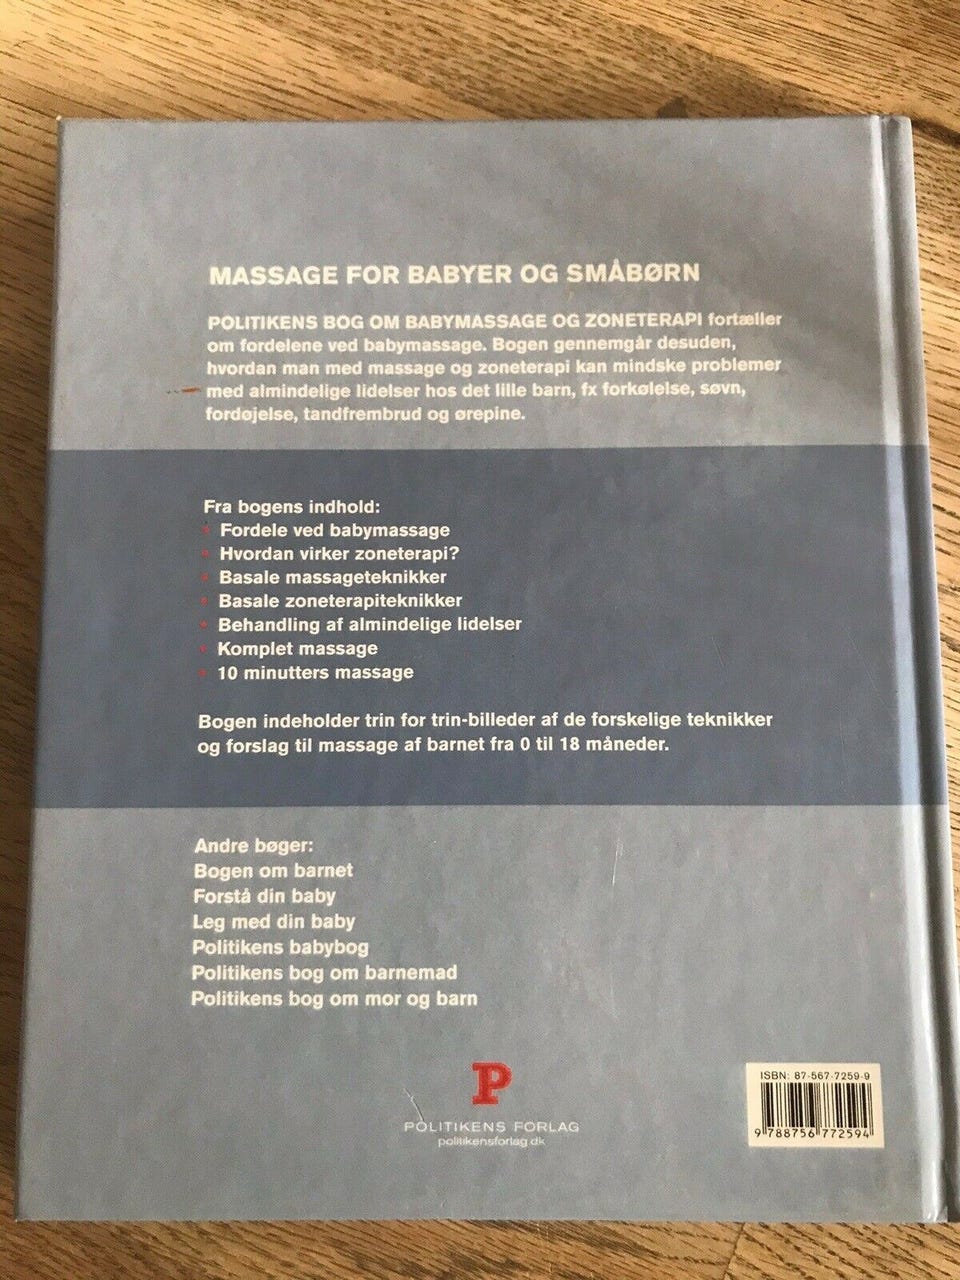 MASSAGE FOR BABYER OG SMÅBØRN
POLITIKENS BOG OM BABYMASSAGE OG ZONETERAPI fortæller
om fordelene ved babymassage. Bogen gennemgår desuden,
hvordan man med massage og zoneterapi kan mindske problemer
med almindelige lidelser hos det lille barn, fx forkølelse, søvn,
fordøjelse, tandfrembrud og ørepine.
Fra bogens indhold:
• Fordele ved babymassage
• Hvordan virker zoneterapi?
• Basale massageteknikker
• Basale zoneterapiteknikker
• Behandling af almindelige lidelser
• Komplet massage
• 10 minutters massage
Bogen indeholder trin for trin-billeder af de forskelige teknikker
og forslag til massage af barnet fra 0 til 18 måneder.
Andre bøger:
Bogen om barnet
Forstå din baby
Leg med din baby
Politikens babybog
Politikens bog om barnemad
Politikens bog om mor og barn
P
POLITIKENS FORLAG
politikensforlag.dk
ISBN: 87-567-7259-9
9 788756 772594